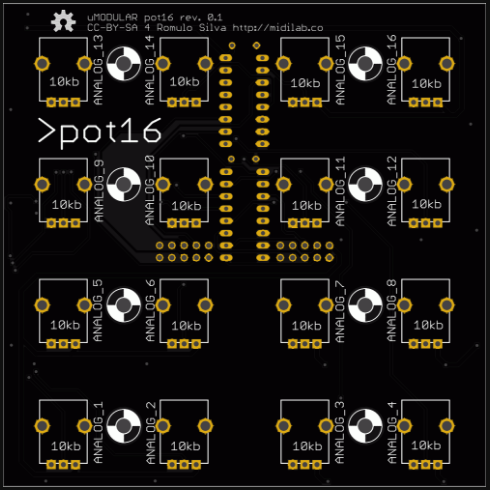 uMODULAR pot16 rev. 0.1
CC-BY-SA 4 Romulo Silva http://midilab.co
ANALOG_13
ANALOG_14
ANALOG_15
ANALOG_16
10kb
10kb
10kb
10kb
>pot16
ANALOG_9
ANALOG_10
ANALOG_11
ANALOG_12
10kb
10kb
10kb
10kb
ANALOG_5
ANALOG_6
ANALOG_7
ANALOG_8
10kb
10kb
10kb
10kb
ANALOG_1
ANALOG_2
ANALOG_3
ANALOG_4
10kb
10kb
10kb
10kb